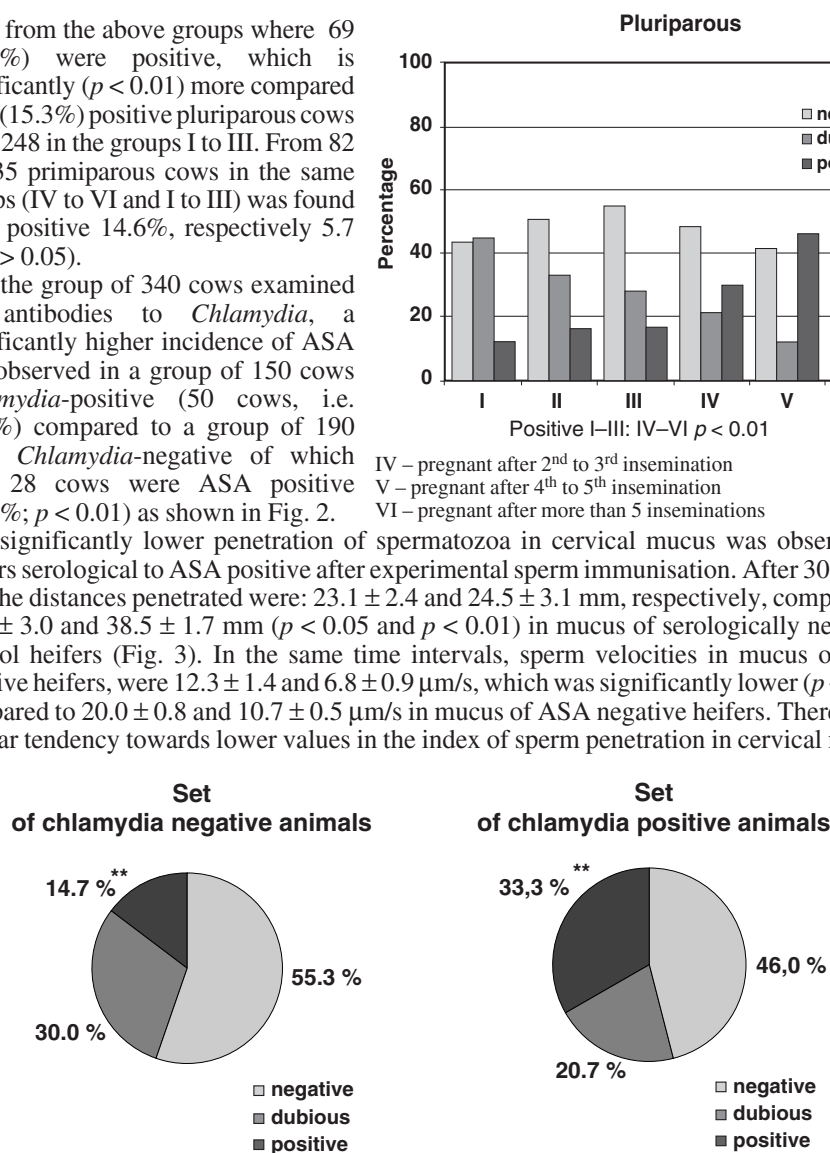 from the above groups where 69
%) were positive, which is
ficantly (p < 0.01) more compared
(15.3%) positive pluriparous cows
248 in the groups I to III. From 82
35 primiparous cows in the same
ps (IV to VI and I to III) was found
positive 14.6%, respectively 5.7
> 0.05).
the group of 340 cows examined
antibodies to Chlamydia, a
ficantly higher incidence of ASA
observed in a group of 150 cows
mydia-positive (50 cows, i.e.
%) compared to a group of 190
Chlamydia-negative of which
28 cows were ASA positive
%; p < 0.01) as shown in Fig. 2.
Pluriparous
Percentage
100
80
60
40
20
0
ne
du
po
I II III IV V
Positive I–III: IV–VI p < 0.01
IV – pregnant after 2nd to 3rd insemination
V – pregnant after 4th to 5th insemination
VI – pregnant after more than 5 inseminations
significantly lower penetration of spermatozoa in cervical mucus was obser
rs serological to ASA positive after experimental sperm immunisation. After 30
he distances penetrated were: 23.1 ± 2.4 and 24.5 ± 3.1 mm, respectively, comp
± 3.0 and 38.5 ± 1.7 mm (p < 0.05 and p < 0.01) in mucus of serologically ne
ol heifers (Fig. 3). In the same time intervals, sperm velocities in mucus o
ive heifers, were 12.3 ± 1.4 and 6.8 ± 0.9 µm/s, which was significantly lower (p
pared to 20.0 ± 0.8 and 10.7 ± 0.5 µm/s in mucus of ASA negative heifers. There
ar tendency towards lower values in the index of sperm penetration in cervical
Set
of chlamydia negative animals
14.7 % **
55.3 %
30.0 %
negative
dubious
positive
Set
of chlamydia positive animals
33,3 % **
46,0 %
20.7 %
negative
dubious
positive